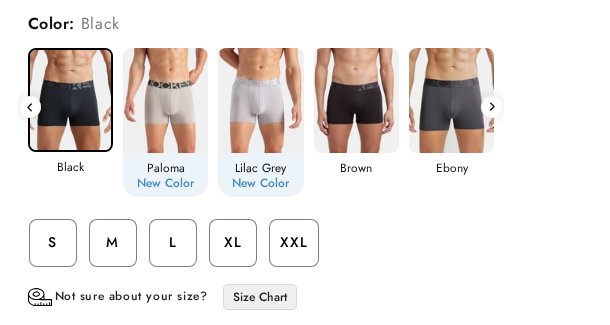 Color: Black
JOCKEY
Black
Paloma
Lilac Grey
Brown
Ebony
New Color
New Color
S
M
L
XL
XXL
Not sure about your size?
Size Chart